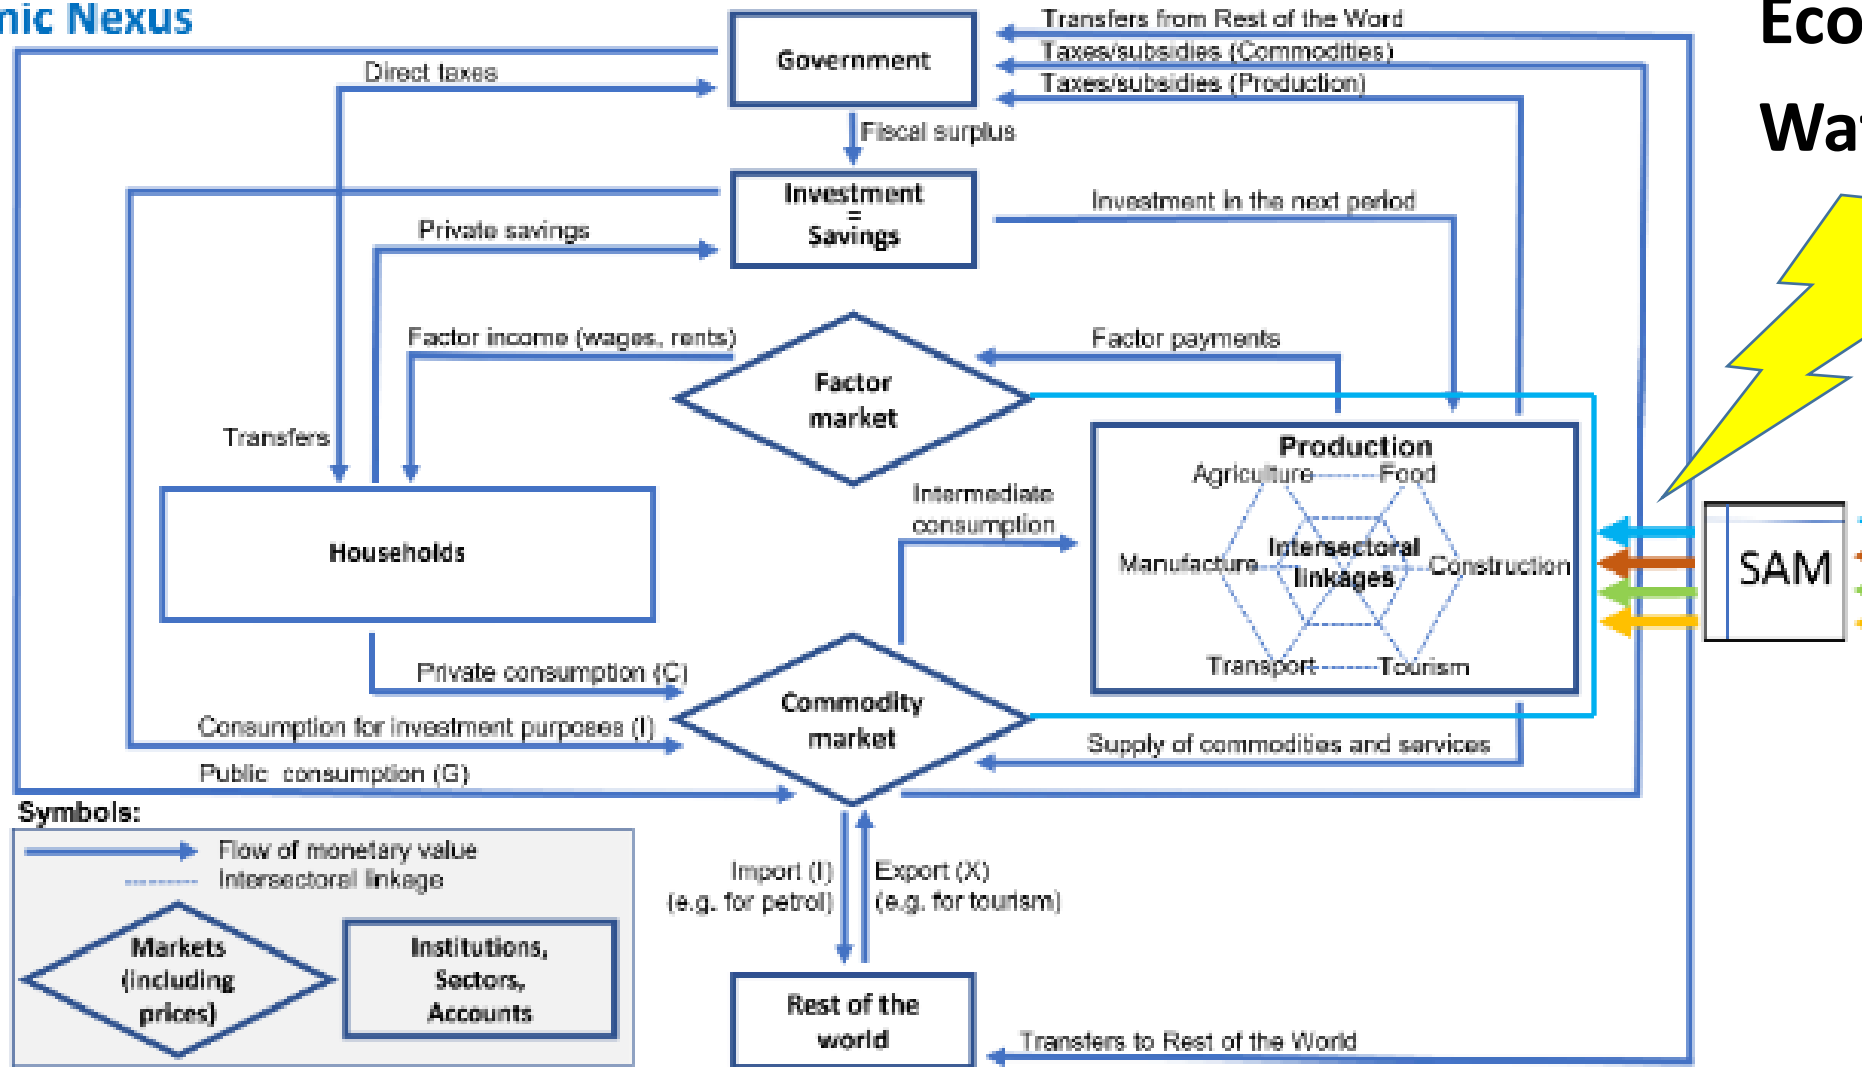 nic Nexus
Government
Transfers from Rest of the Word
Taxes/subsidies (Commodities)
Taxes/subsidies (Production)
Eco
Wat
Direct taxes
Fiscal surplus
Investment
=
Savings
Investment in the next period
Private savings
Factor income (wages, rents)
Factor payments
Factor
market
Transfers
Production
Agriculture
Food
Intermediate
consumption
Households
Manufacture
Intersectoral
linkages
Construction
SAM
Transport
Tourism
Private consumption (C)
Commodity
market
Consumption for investment purposes (I)
Supply of commodities and services
Public consumption (G)
Symbols:
Flow of monetary value
Intersectoral linkage
Import (I)
(e.g. for petrol)
Export (X)
(e.g. for tourism)
Markets
(including
prices)
Institutions,
Sectors,
Accounts
Rest of the
world
Transfers to Rest of the World